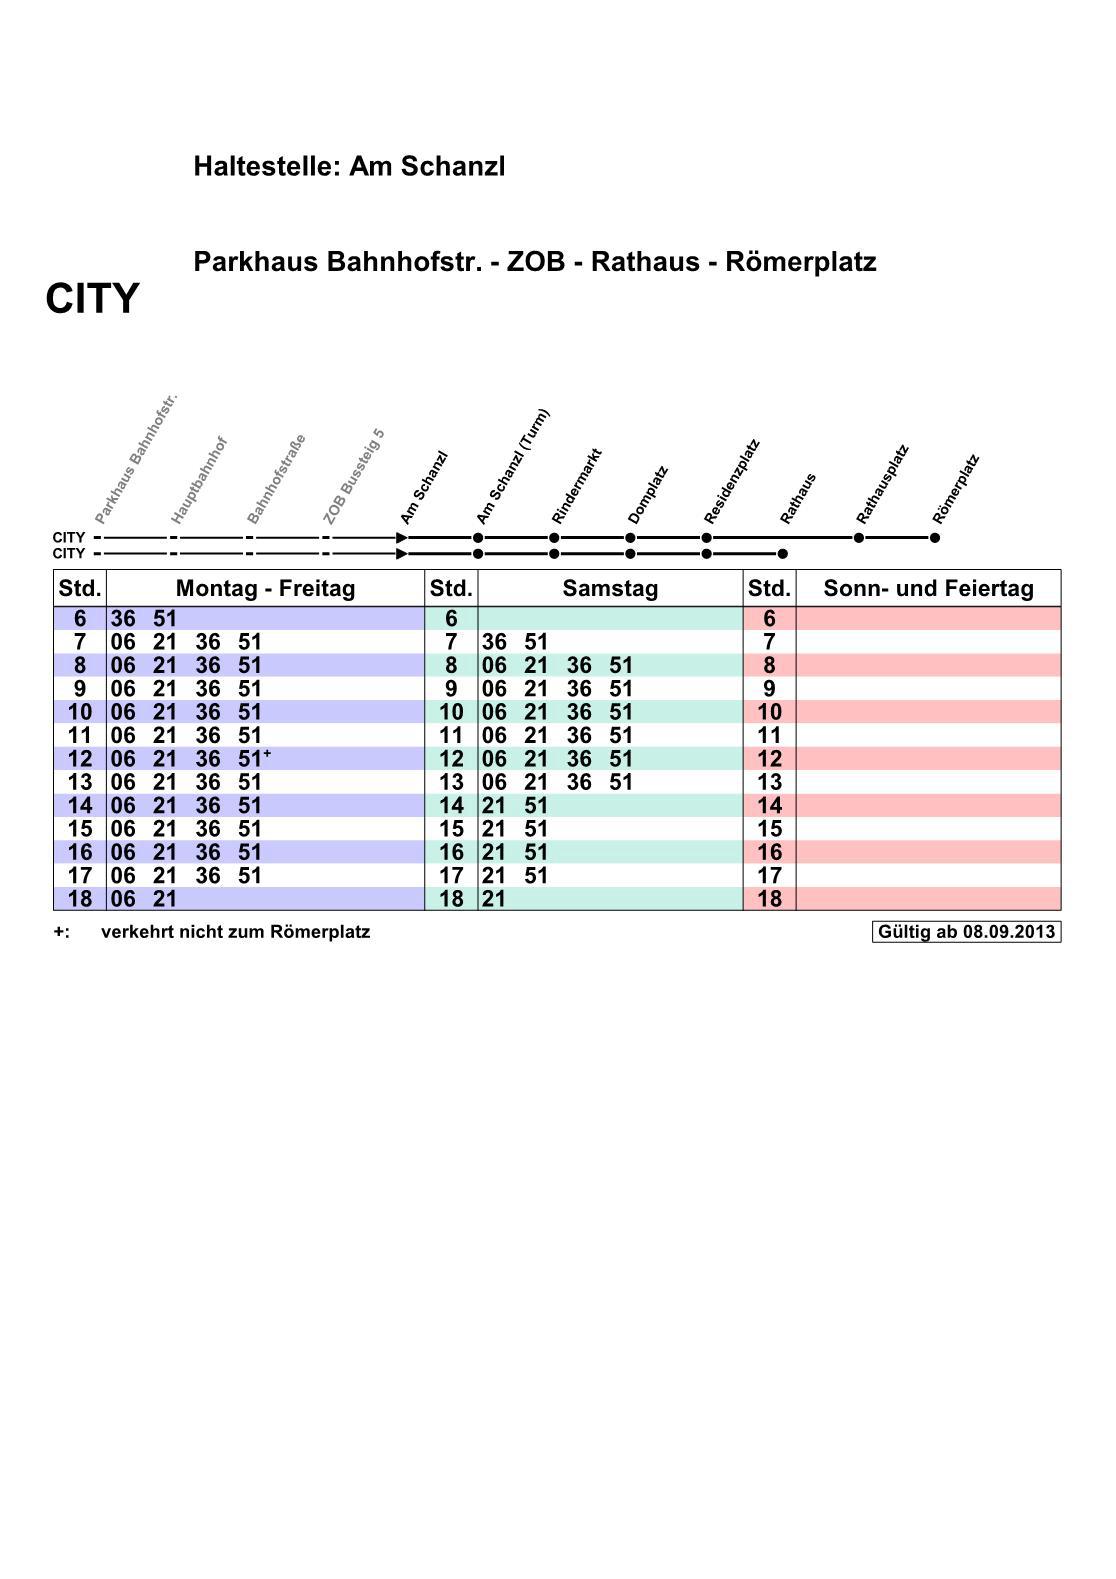 Haltestelle: Am Schanzl
Parkhaus Bahnhofstr. - ZOB - Rathaus - Römerplatz
CITY
Parkhaus Bahnhofstr.
Hauptbahnhof
Bahnhofstraße
ZOB Bussteig 5
Am Schanzl
Am Schanzl (Turm)
Rindermarkt
Domplatz
Residenzplatz
Rathaus
Rathausplatz
Römerplatz
CITY
CITY
Std. Montag - Freitag Std. Samstag Std. Sonn- und Feiertag
6 36 51 6 6
7 06 21 36 51 7 36 51 7
8 06 21 36 51 8 06 21 36 51 8
9 06 21 36 51 9 06 21 36 51 9
10 06 21 36 51 10 06 21 36 51 10
11 06 21 36 51 11 06 21 36 51 11
12 06 21 36 51+ 12 06 21 36 51 12
13 06 21 36 51 13 06 21 36 51 13
14 06 21 36 51 14 21 51 14
15 06 21 36 51 15 21 51 15
16 06 21 36 51 16 21 51 16
17 06 21 36 51 17 21 51 17
18 06 21 18 21 18
+: verkehrt nicht zum Römerplatz
Gültig ab 08.09.2013